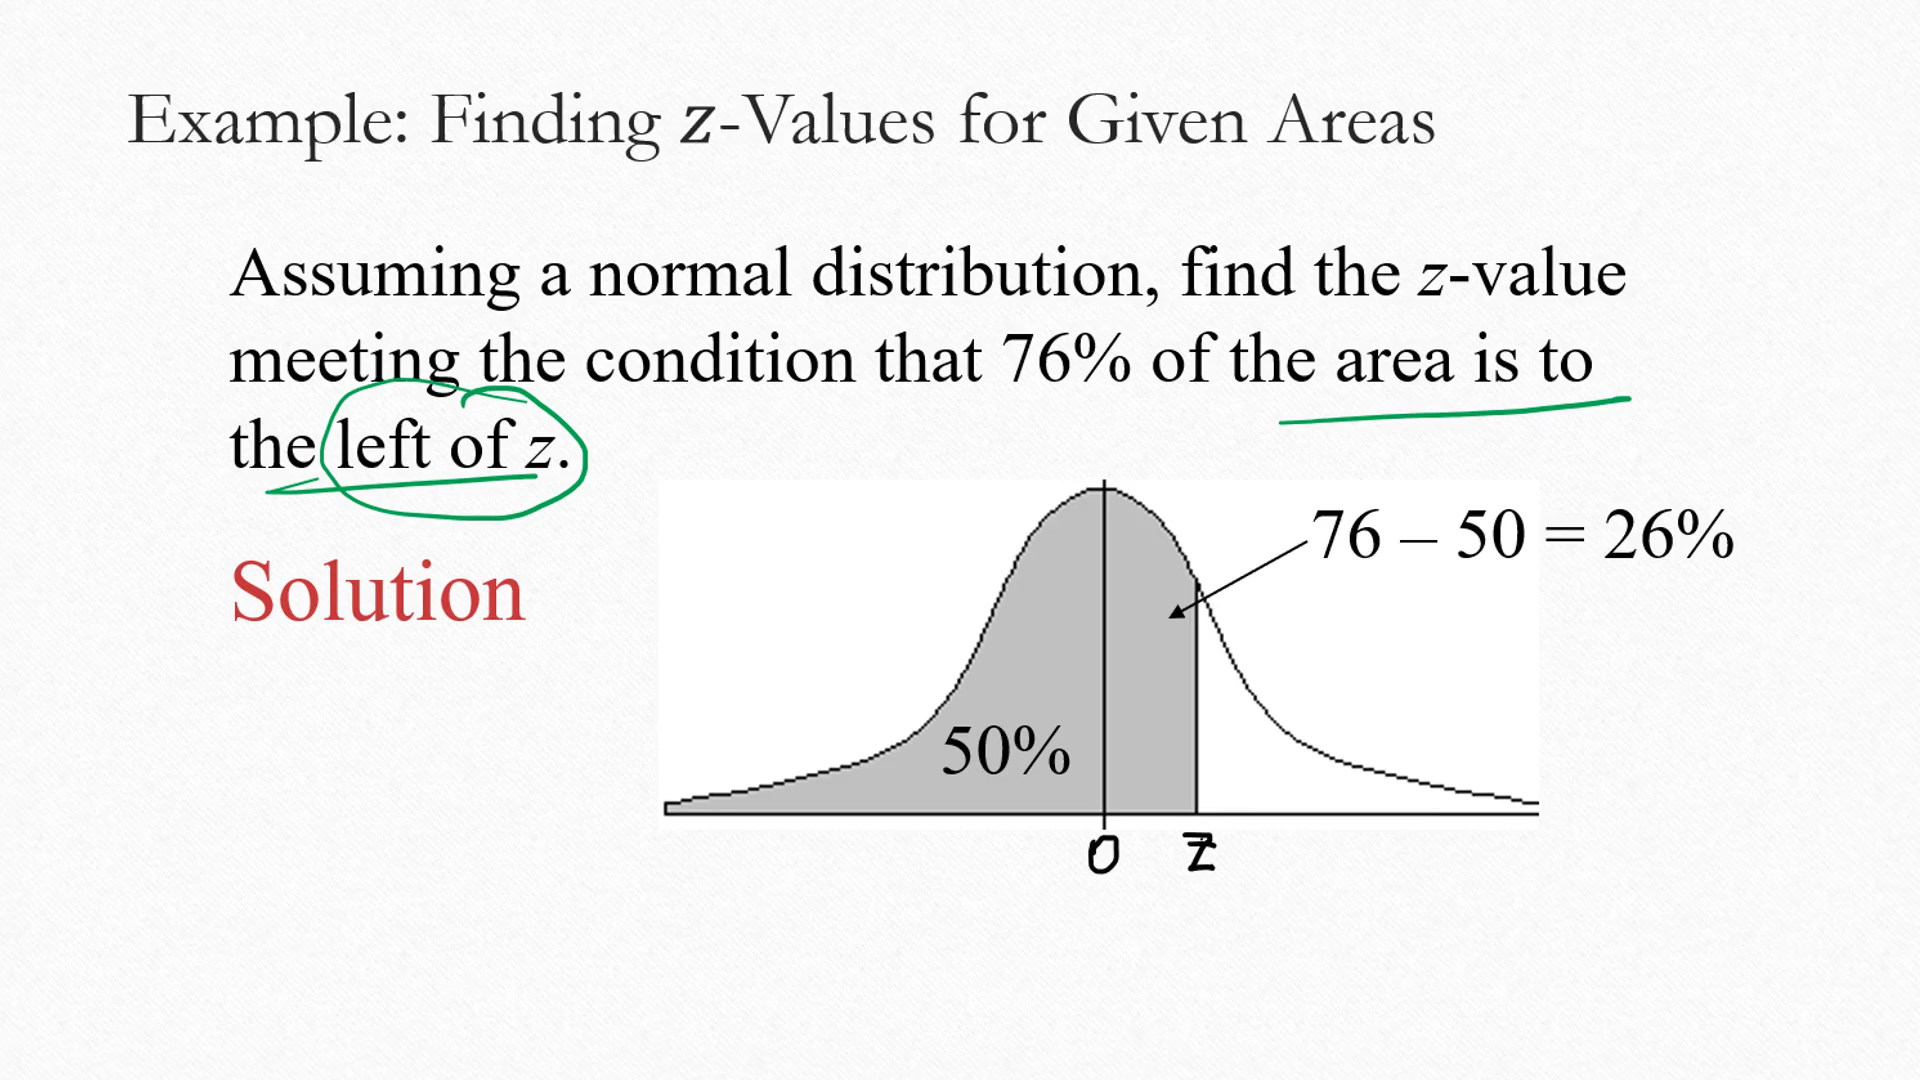 Example: Finding z-Values for Given Areas
Assuming a normal distribution, find the z-value
meeting the condition that 76% of the area is to
the left of z.
Solution
76 – 50 = 26%
50%
0 z